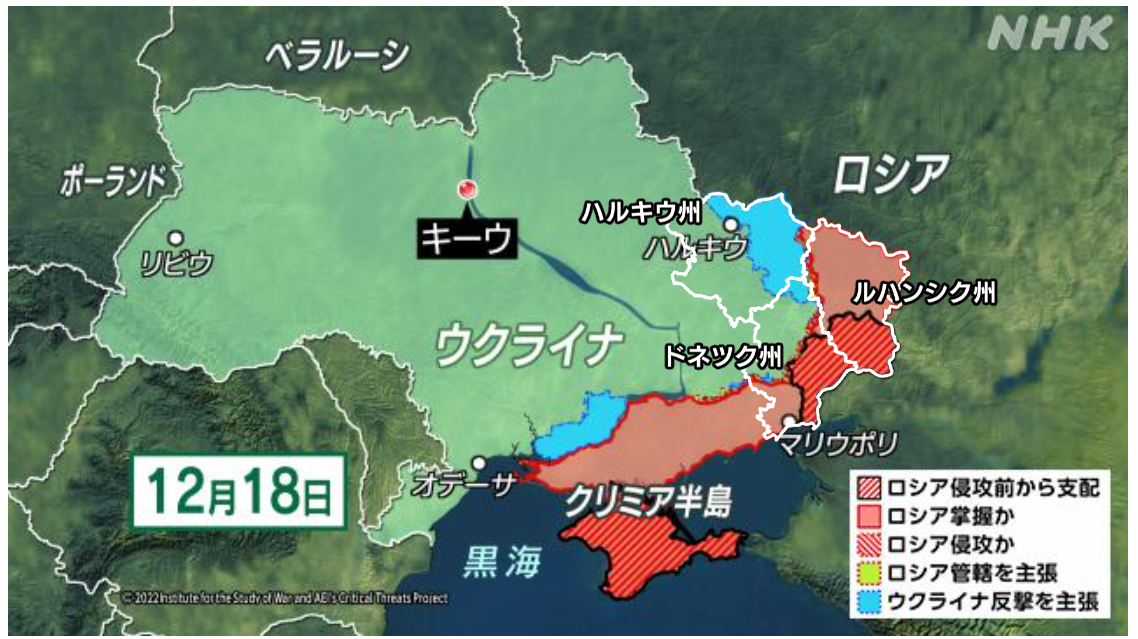 NHK
ベラルーシ
ポーランド
ロシア
ハルキウ州
キーウ
ハルキウ
リビウ
ルハンシク州
ウクライナ
ドネツク州
マリウポリ
オデーサ
クリミア半島
12月18日
黒海
ロシア侵攻前から支配
ロシア掌握か
ロシア侵攻か
ロシア管轄を主張
ウクライナ反撃を主張
© 2022 Institute for the Study of War and AEI's Critical Threats Project